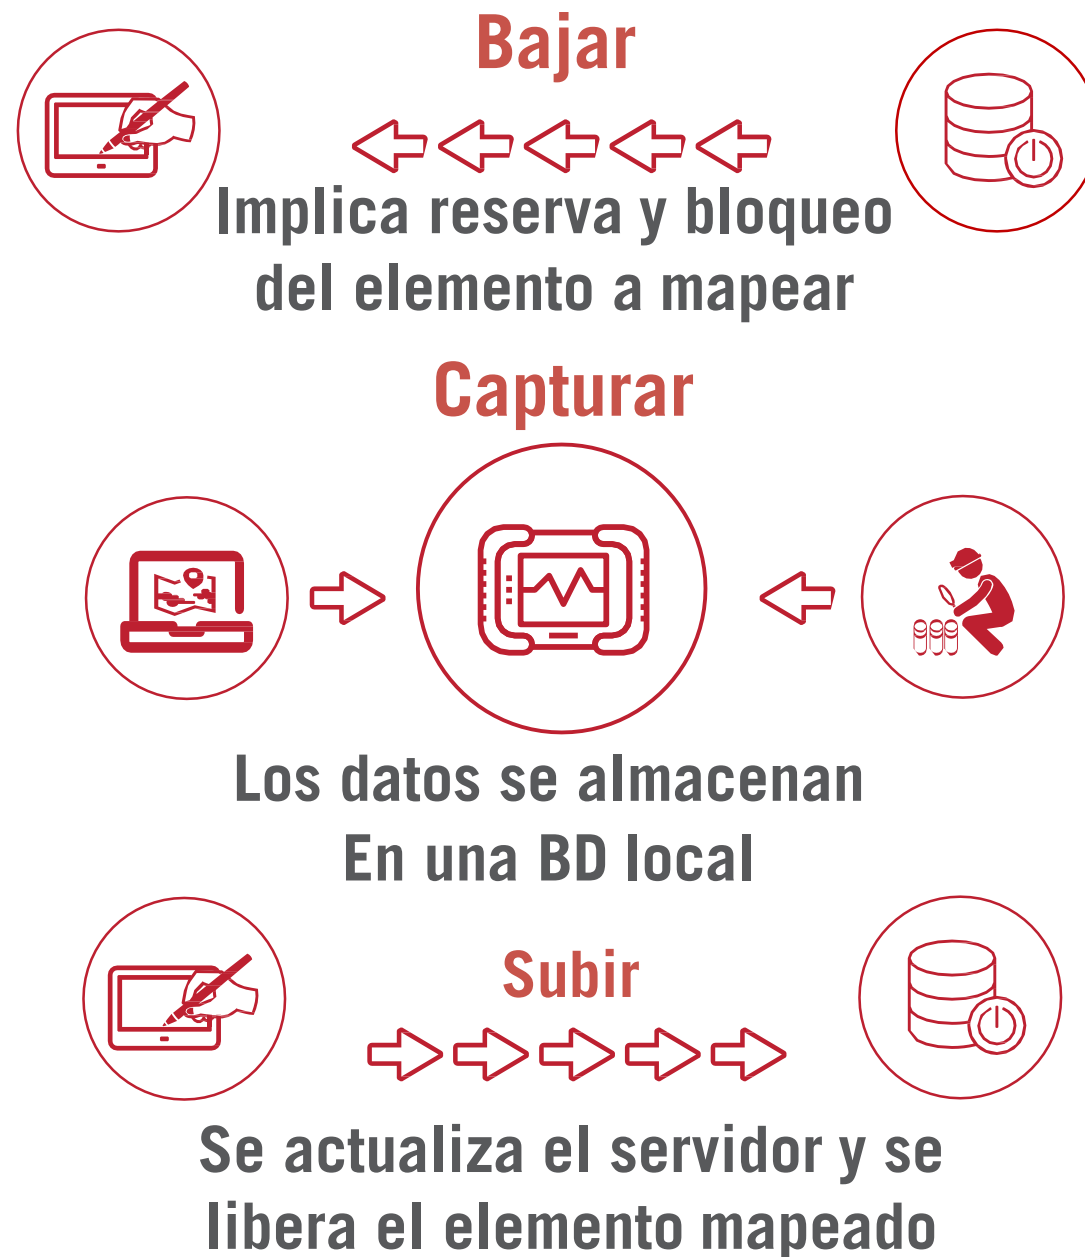 Bajar
Implica reserva y bloqueo
del elemento a mapear
Capturar
Los datos se almacenan
En una BD local
Subir
Se actualiza el servidor y se
libera el elemento mapeado